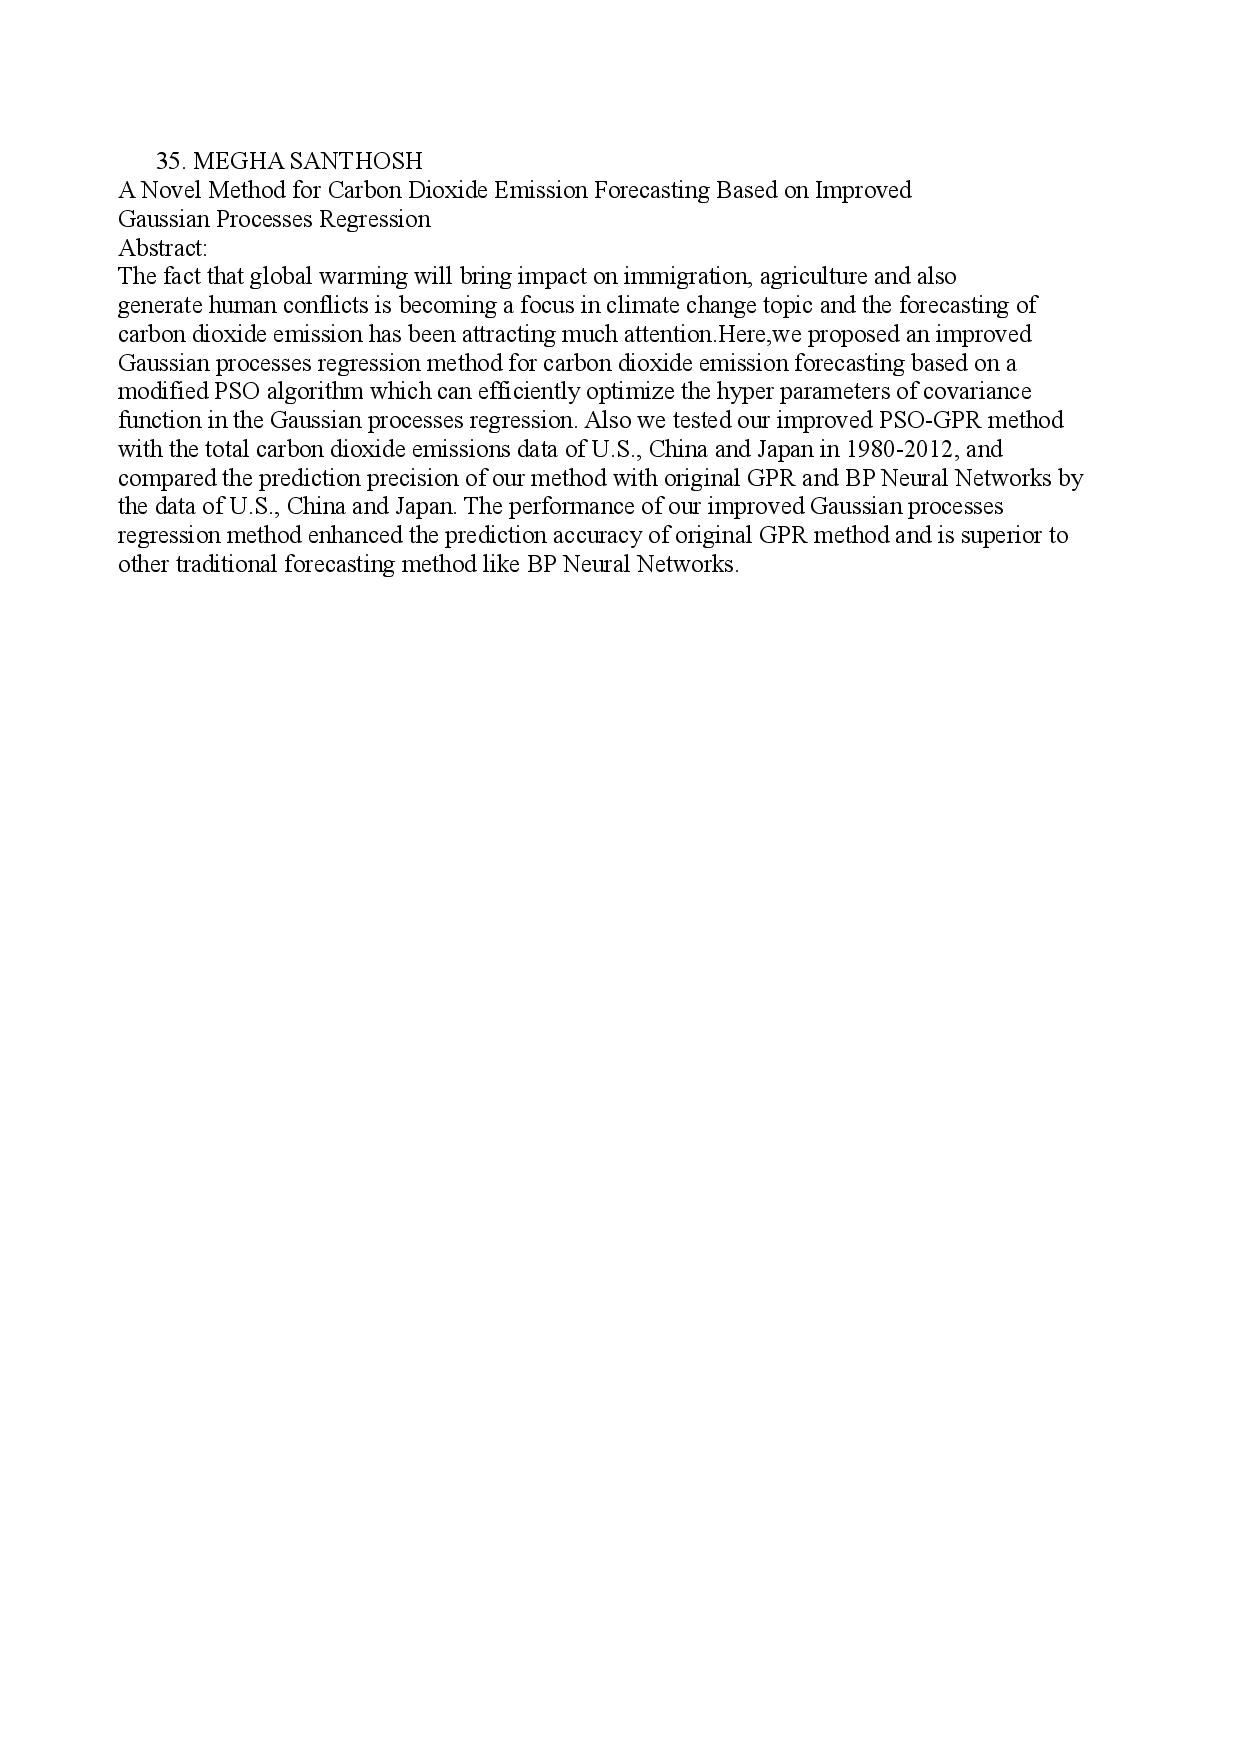 35. MEGHA SANTHOSH
A Novel Method for Carbon Dioxide Emission Forecasting Based on Improved
Gaussian Processes Regression
Abstract:
The fact that global warming will bring impact on immigration, agriculture and also
generate human conflicts is becoming a focus in climate change topic and the forecasting of
carbon dioxide emission has been attracting much attention.Here,we proposed an improved
Gaussian processes regression method for carbon dioxide emission forecasting based on a
modified PSO algorithm which can efficiently optimize the hyper parameters of covariance
function in the Gaussian processes regression. Also we tested our improved PSO-GPR method
with the total carbon dioxide emissions data of U.S., China and Japan in 1980-2012, and
compared the prediction precision of our method with original GPR and BP Neural Networks by
the data of U.S., China and Japan. The performance of our improved Gaussian processes
regression method enhanced the prediction accuracy of original GPR method and is superior to
other traditional forecasting method like BP Neural Networks.